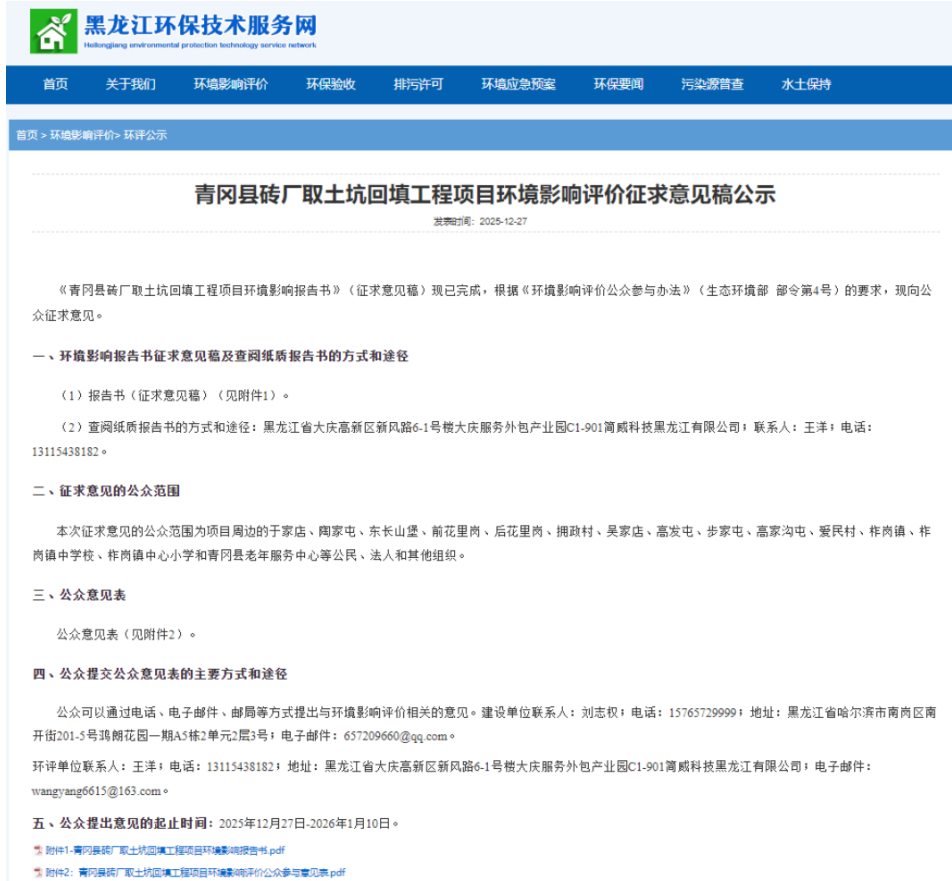 黑龙江环保技术服务网
Heilongjiang environmental protection technology service network
首页 关于我们 环境影响评价 环保验收 排污许可 环境应急预案 环保要闻 污染源普查 水土保持
首页 > 环境影响评价> 环评公示
青冈县砖厂取土坑回填工程项目环境影响评价征求意见稿公示
发表时间：2025-12-27
《青冈县砖厂取土坑回填工程项目环境影响报告书》（征求意见稿）现已完成，根据《环境影响评价公众参与办法》（生态环境部 部令第4号）的要求，现向公
众征求意见。
一、环境影响报告书征求意见稿及查阅纸质报告书的方式和途径
（1）报告书（征求意见稿）（见附件1）。
（2）查阅纸质报告书的方式和途径：黑龙江省大庆高新区新风路6-1号楼大庆服务外包产业园C1-901简威科技黑龙江有限公司；联系人：王洋；电话：
13115438182。
二、征求意见的公众范围
本次征求意见的公众范围为项目周边的于家店、陶家屯、东长山堡、前花里岗、后花里岗、拥政村、吴家店、高发屯、步家屯、高家沟屯、爱民村、柞岗镇、柞
岗镇中学校、柞岗镇中心小学和青冈县老年服务中心等公民、法人和其他组织。
三、公众意见表
公众意见表（见附件2）。
四、公众提交公众意见表的主要方式和途径
公众可以通过电话、电子邮件、邮局等方式提出与环境影响评价相关的意见。建设单位联系人：刘志权；电话：15765729999；地址：黑龙江省哈尔滨市南岗区南
开街201-5号鸿朗花园一期A5栋2单元2层3号；电子邮件：657209660@qq.com。
环评单位联系人：王洋；电话：13115438182；地址：黑龙江省大庆高新区新风路6-1号楼大庆服务外包产业园C1-901简威科技黑龙江有限公司；电子邮件：
wangyang6615@163.com。
五、公众提出意见的起止时间：2025年12月27日-2026年1月10日。
附件1-青冈县砖厂取土坑回填工程项目环境影响报告书.pdf
附件2：青冈县砖厂取土坑回填工程项目环境影响评价公众参与意见表.pdf